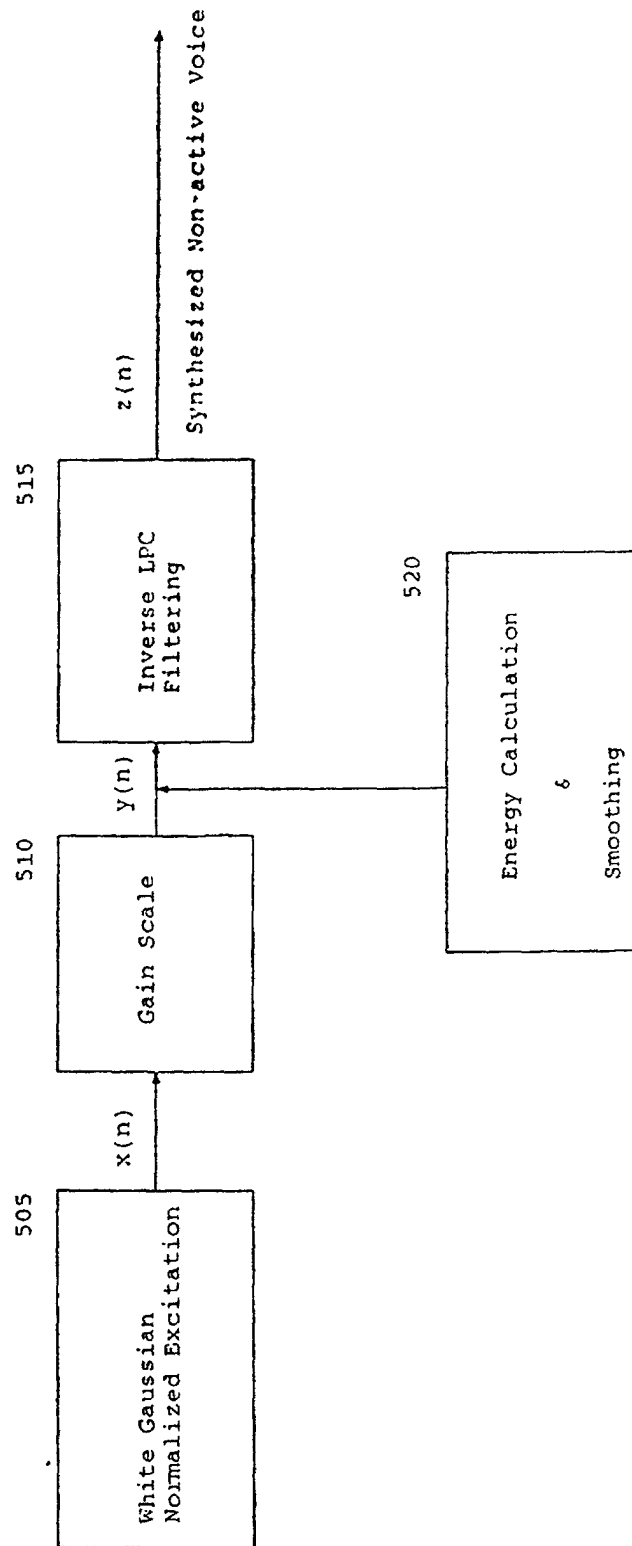 505
White Gaussian
Normalized Excitation
x(n)
510
Gain Scale
y(n)
515
Inverse LPC
Filtering
z(n)
Synthesized Non-active Voice
520
Energy Calculation
&
Smoothing